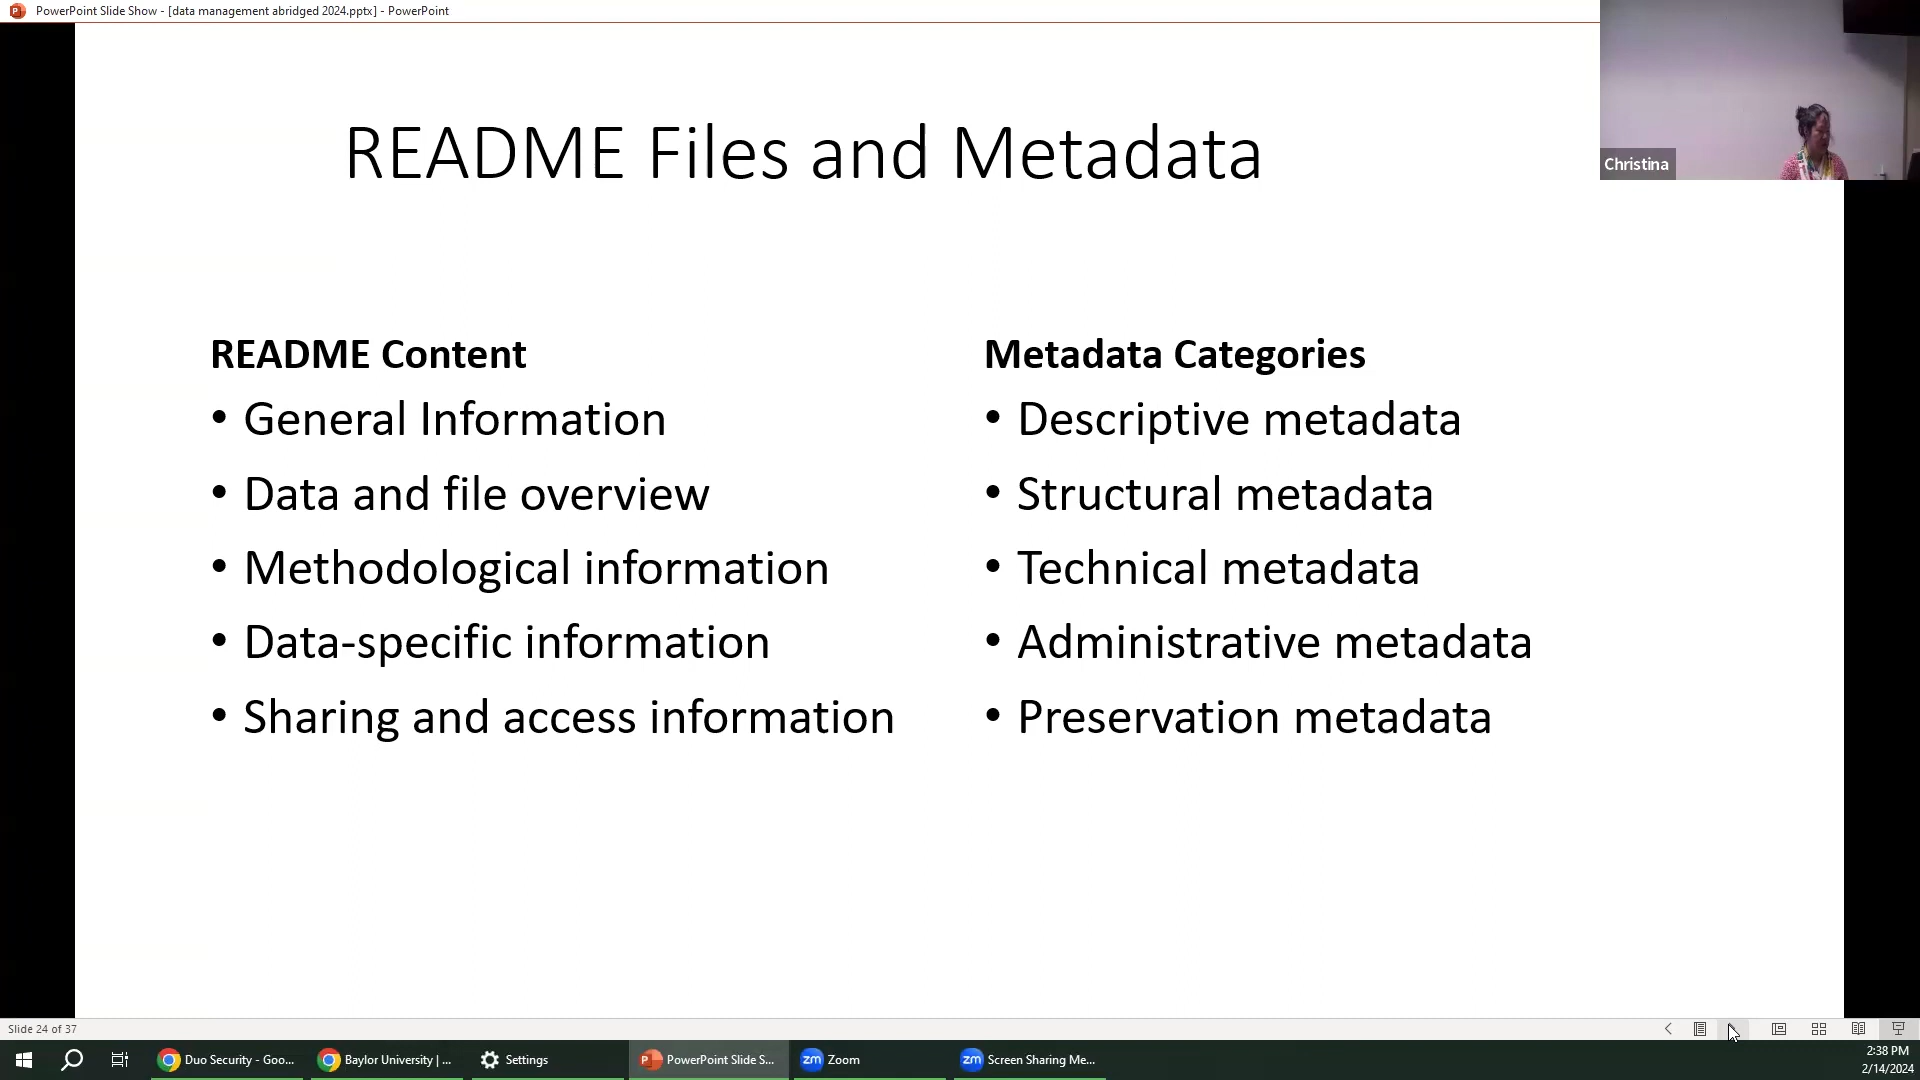 PowerPoint Slide Show - [data management abridged 2024.pptx] - PowerPoint
Christina
README Files and Metadata
README Content
• General Information
• Data and file overview
• Methodological information
• Data-specific information
• Sharing and access information
Metadata Categories
• Descriptive metadata
• Structural metadata
• Technical metadata
• Administrative metadata
• Preservation metadata
Slide 24 of 37
Duo Security - Goo...
Baylor University | ...
Settings
PowerPoint Slide S...
zm Zoom
zm Screen Sharing Me...
2:38 PM
2/14/2024